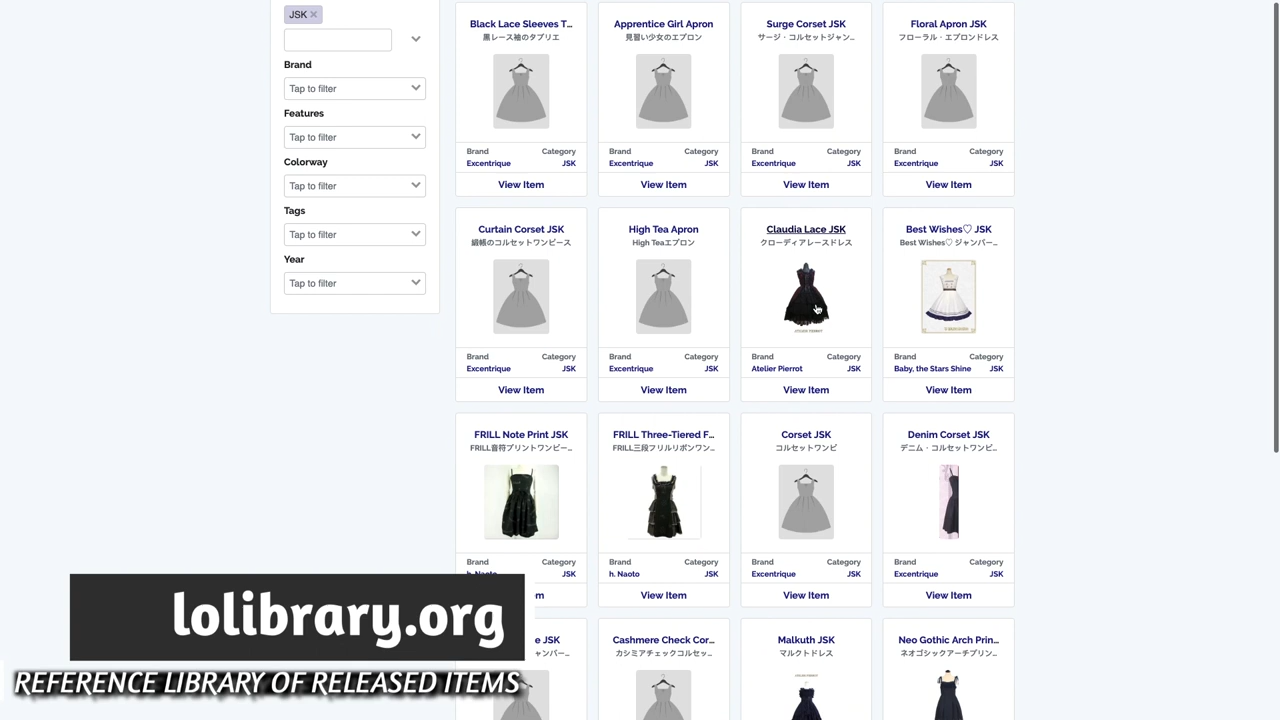 JSK ×
Brand
Tap to filter
Features
Tap to filter
Colorway
Tap to filter
Tags
Tap to filter
Year
Tap to filter
Black Lace Sleeves T...
黒レース袖のタブリエ
Brand Category
Excentrique JSK
View Item
Apprentice Girl Apron
見習い少女のエプロン
Brand Category
Excentrique JSK
View Item
Surge Corset JSK
サージ・コルセットジャン...
Brand Category
Excentrique JSK
View Item
Floral Apron JSK
フローラル・エプロンドレス
Brand Category
Excentrique JSK
View Item
Curtain Corset JSK
緞帳のコルセットワンピース
Brand Category
Excentrique JSK
View Item
High Tea Apron
High Teaエプロン
Brand Category
Excentrique JSK
View Item
Claudia Lace JSK
クローディアレースドレス
ATELIER PIERROT
Brand Category
Atelier Pierrot JSK
View Item
Best Wishes♡ JSK
Best Wishes♡ ジャンパー...
Brand Category
Baby, the Stars Shine JSK
View Item
FRILL Note Print JSK
FRILL音符プリントワンピー...
Brand Category
h. Naoto JSK
FRILL Three-Tiered F...
FRILL三段フリルリボンワン...
Brand Category
h. Naoto JSK
View Item
Corset JSK
コルセットワンピ
Brand Category
Excentrique JSK
View Item
Denim Corset JSK
デニム・コルセットワンピ...
Brand Category
Excentrique JSK
View Item
e JSK
ャンパー...
Cashmere Check Cor...
カシミアチェックコルセッ...
Malkuth JSK
マルクトドレス
ATELIER PIERROT
Neo Gothic Arch Prin...
ネオゴシックアーチプリン...
lolibrary.org
REFERENCE LIBRARY OF RELEASED ITEMS